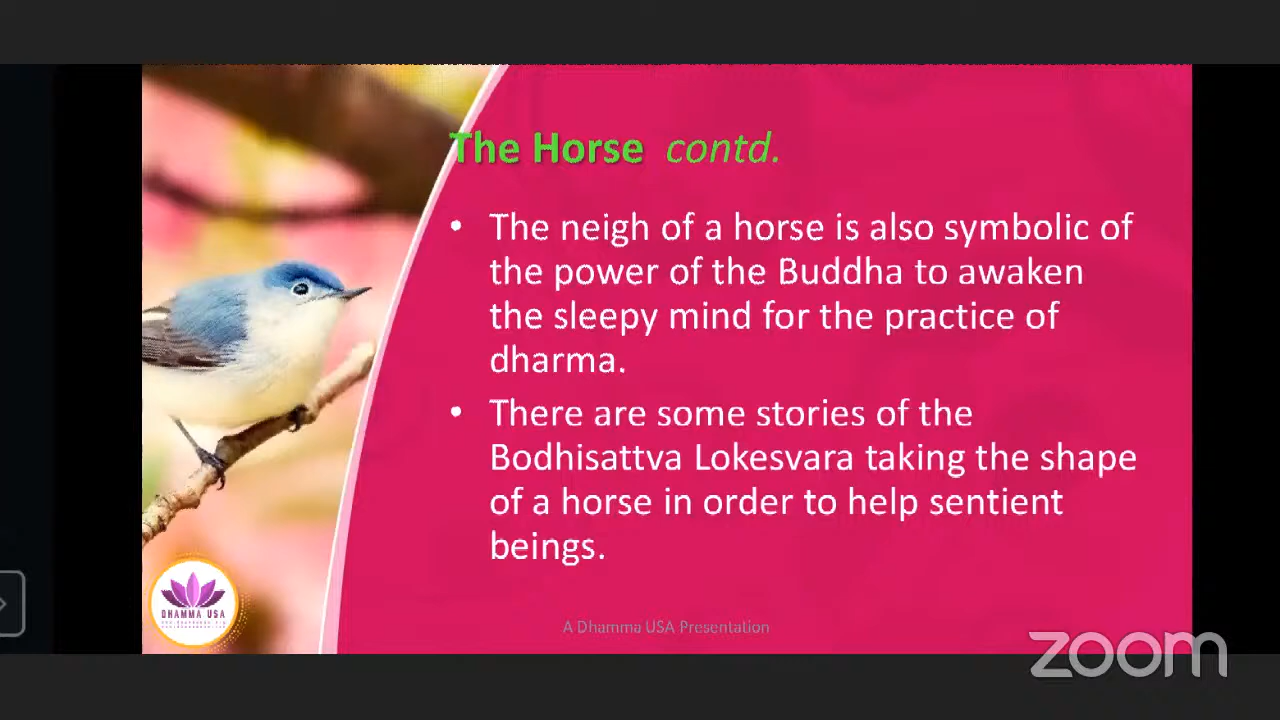 The Horse contd.
• The neigh of a horse is also symbolic of
the power of the Buddha to awaken
the sleepy mind for the practice of
dharma.
• There are some stories of the
Bodhisattva Lokesvara taking the shape
of a horse in order to help sentient
beings.
DHAMMA USA
A Dhamma USA Presentation
zoom